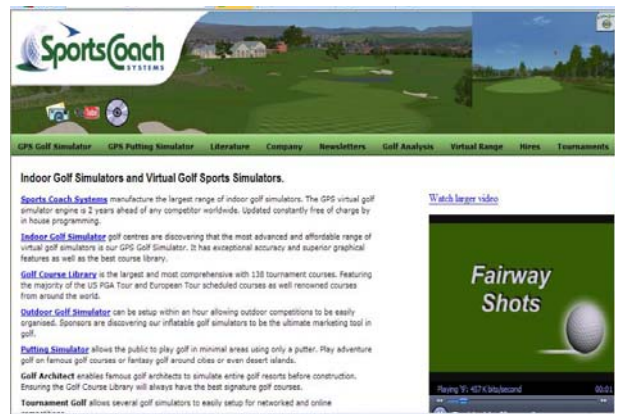 SportsCoach
SYSTEMS
You Tube
GPS Golf Simulator GPS Putting Simulator Literature Company Newsletters Golf Analysis Virtual Range Hires Tournaments
Indoor Golf Simulators and Virtual Golf Sports Simulators.
Sports Coach Systems manufacture the largest range of indoor golf simulators. The GPS virtual golf
simulator engine is 2 years ahead of any competitor worldwide. Updated constantly free of charge by
in house programming.
Indoor Golf Simulator golf centres are discovering that the most advanced and affordable range of
virtual golf simulators is our GPS Golf Simulator. It has exceptional accuracy and superior graphical
features as well as the best course library.
Golf Course Library is the largest and most comprehensive with 138 tournament courses. Featuring
the majority of the US PGA Tour and European Tour scheduled courses as well renowned courses
from around the world.
Outdoor Golf Simulator can be setup within an hour allowing outdoor competitions to be easily
organised. Sponsors are discovering our inflatable golf simulators to be the ultimate marketing tool in
golf.
Putting Simulator allows the public to play golf in minimal areas using only a putter. Play adventure
golf on famous golf courses or fantasy golf around cities or even desert islands.
Golf Architect enables famous golf architects to simulate entire golf resorts before construction.
Ensuring the Golf Course Library will always have the best signature golf courses.
Tournament Golf allows several golf simulators to easily setup for networked and online
Watch larger video
Fairway
Shots
Playing '9': 457 K bits/second 00:01